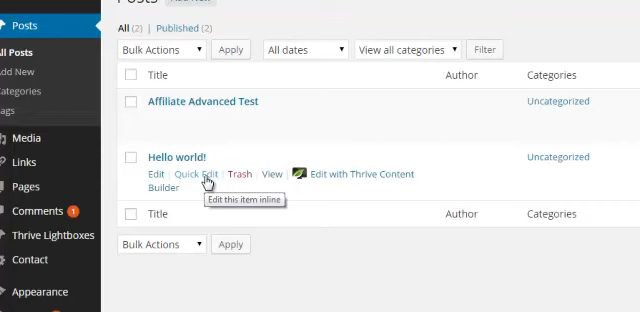 Posts
Add New
Posts
All (2) | Published (2)
All Posts
Bulk Actions Apply All dates View all categories Filter
Add New
Title Author Categories
Categories
Affiliate Advanced Test Uncategorized
Tags
Media
Links
Hello world! Uncategorized
Edit | Quick Edit | Trash | View | Edit with Thrive Content
Builder
Pages
Edit this item inline
Comments 1
Title Author Categories
Thrive Lightboxes
Bulk Actions Apply
Contact
Appearance